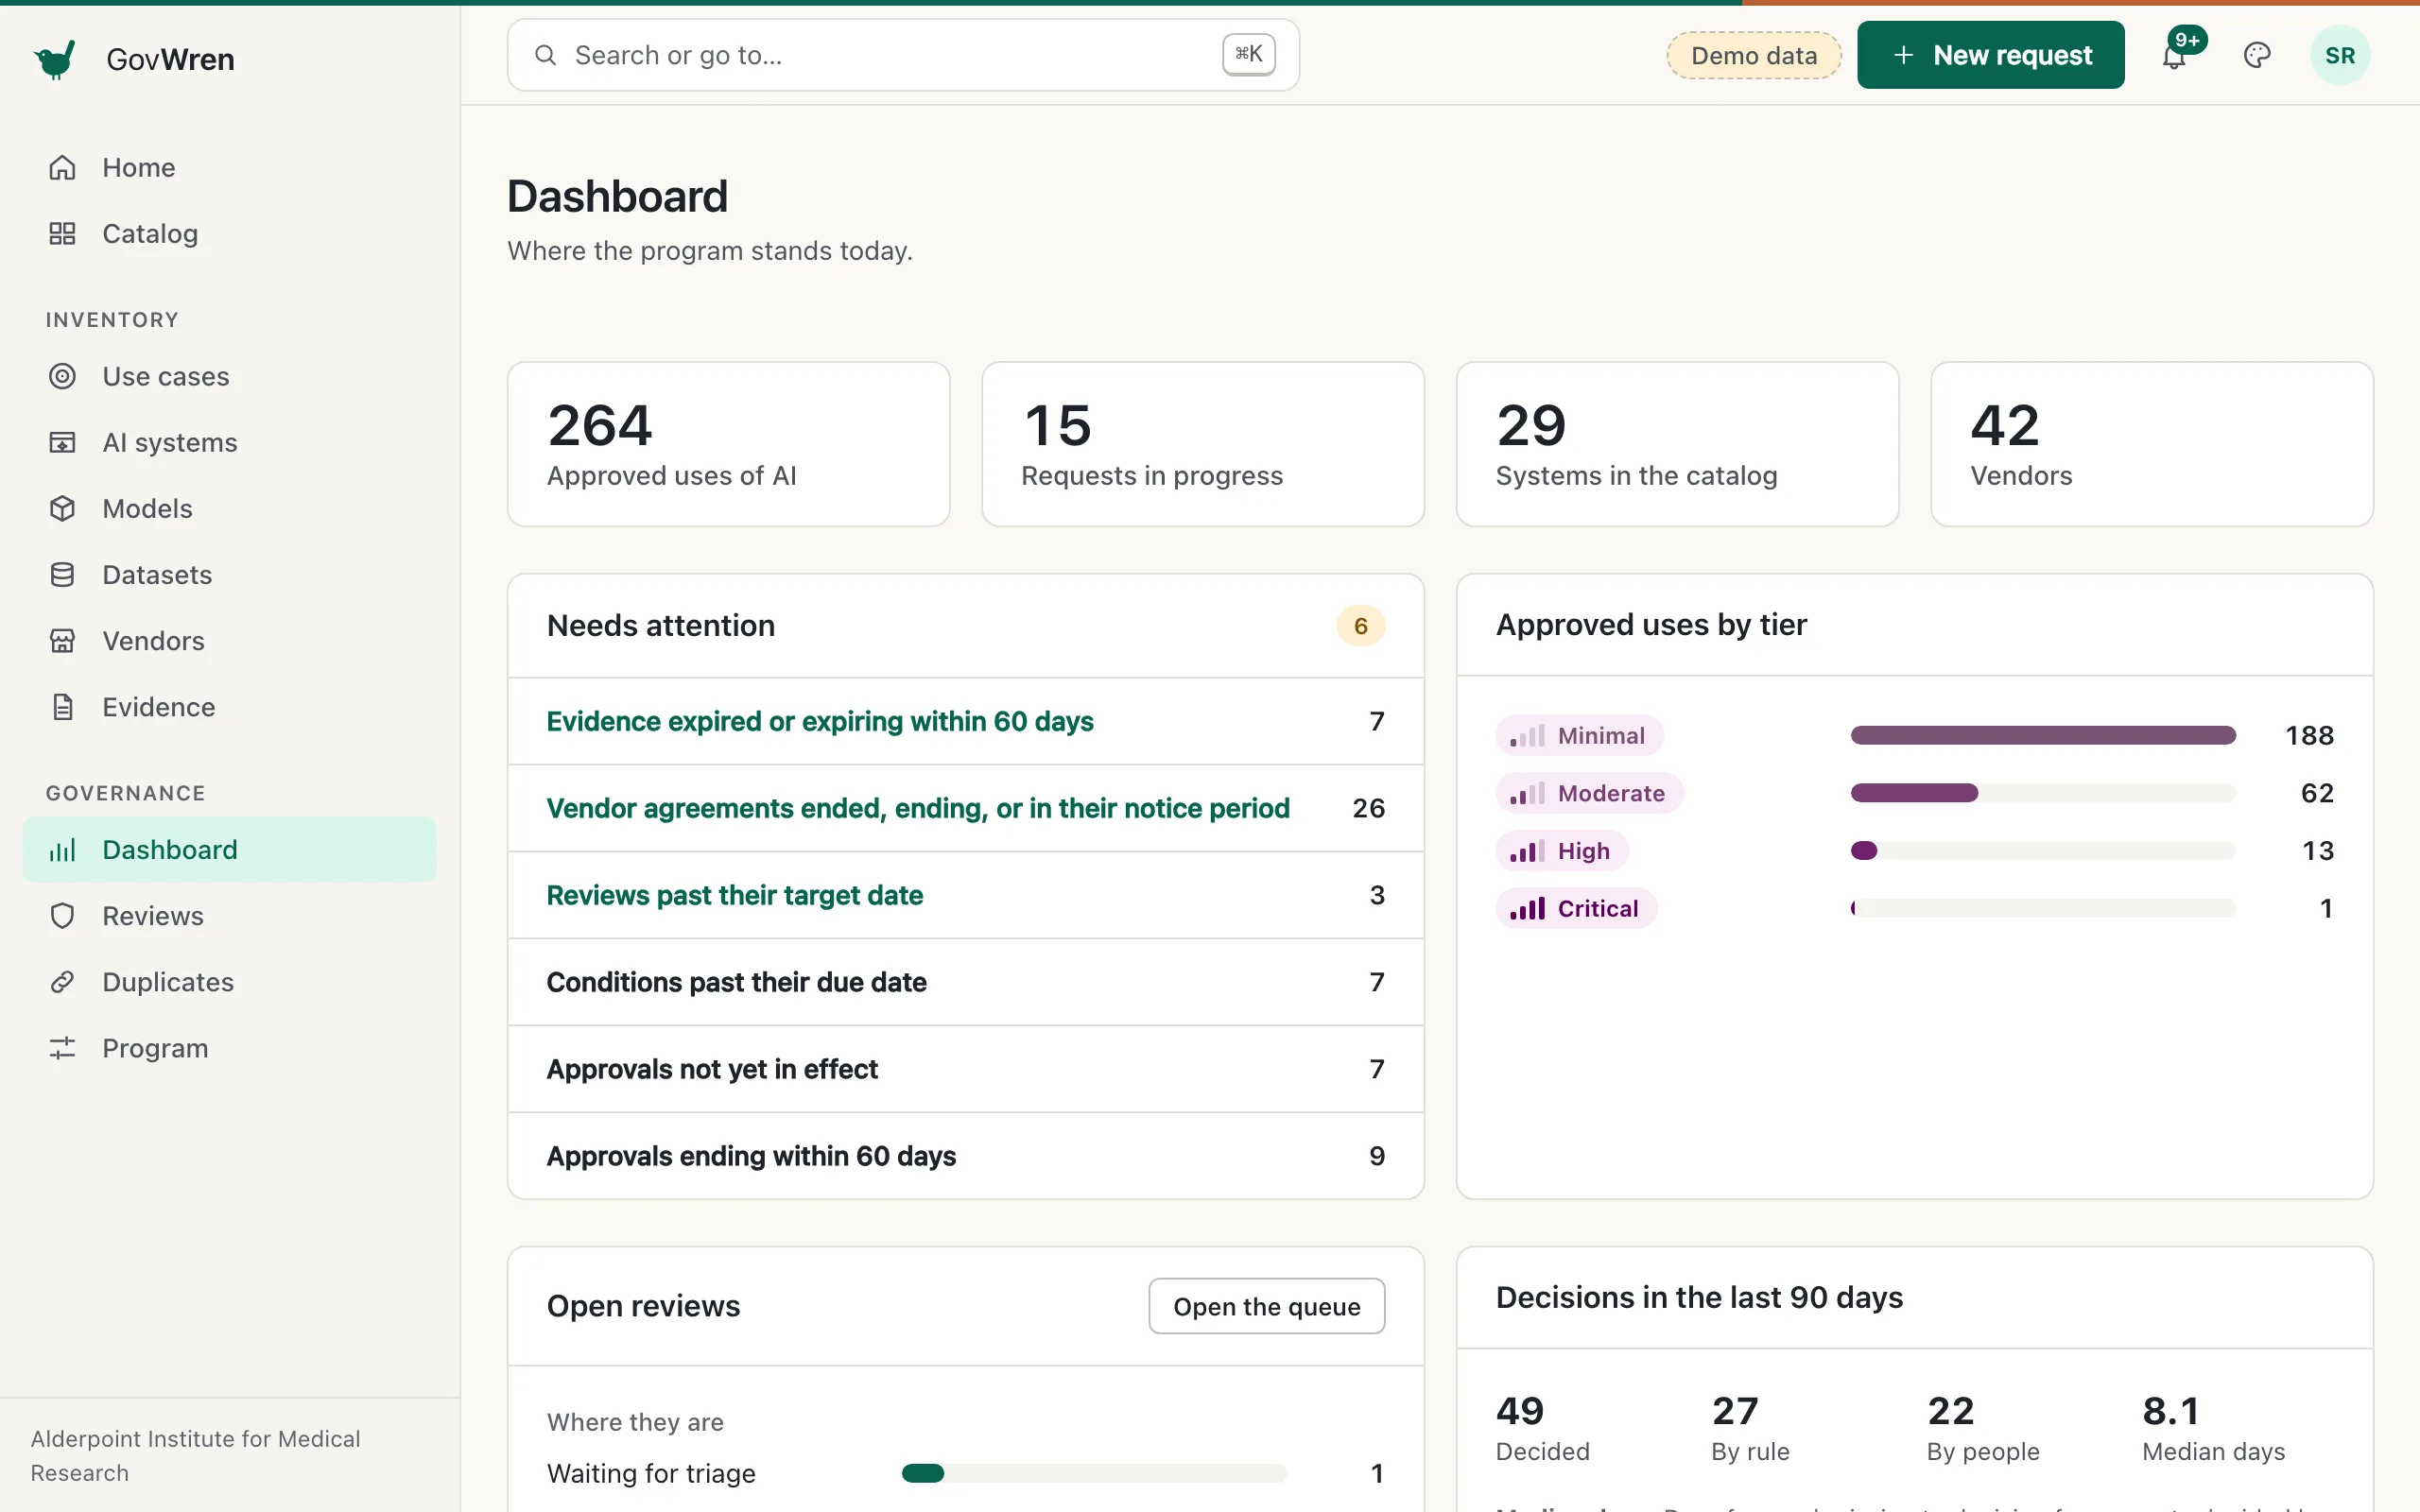 GovWren
Search or go to...
⌘K
Demo data
+ New request
9+
SR
Home
Catalog
INVENTORY
Use cases
AI systems
Models
Datasets
Vendors
Evidence
GOVERNANCE
Dashboard
Reviews
Duplicates
Program
Alderpoint Institute for Medical
Research
Dashboard
Where the program stands today.
264
Approved uses of AI
15
Requests in progress
29
Systems in the catalog
42
Vendors
Needs attention 6
Evidence expired or expiring within 60 days 7
Vendor agreements ended, ending, or in their notice period 26
Reviews past their target date 3
Conditions past their due date 7
Approvals not yet in effect 7
Approvals ending within 60 days 9
Approved uses by tier
Minimal 188
Moderate 62
High 13
Critical 1
Open reviews Open the queue
Where they are
Waiting for triage 1
Decisions in the last 90 days
49 27 22 8.1
Decided By rule By people Median days